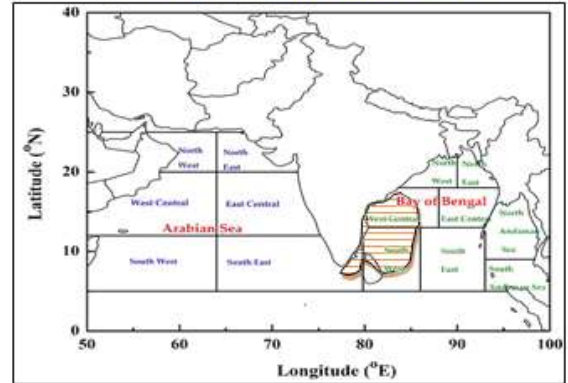 40
30
20
10
0
50
60
70
80
90
100
Latitude (°N)
Longitude (°E)
North
West
North
East
West Central
East Central
Arabian Sea
South West
South East
North
West
North
East
Bay of Bengal
West Central
East Central
South
West
South
East
North
Andaman
Sea
South
Andaman Sea